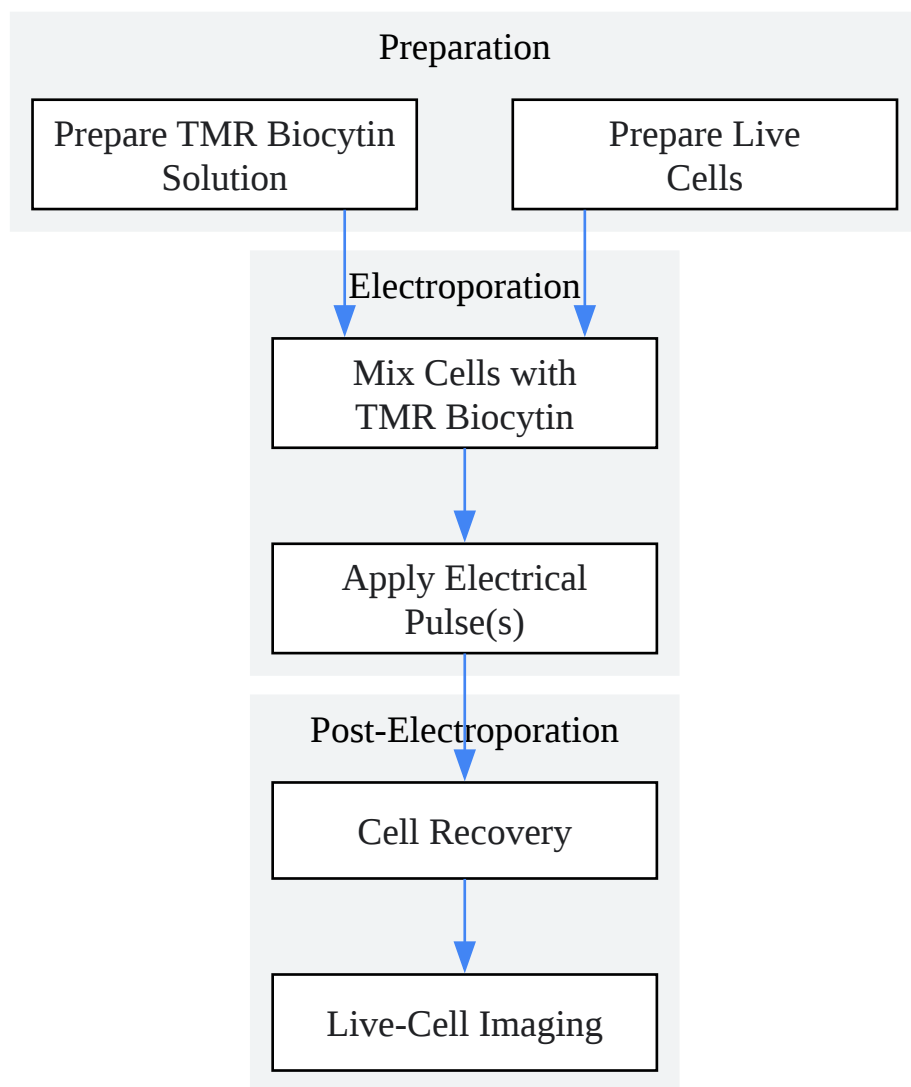 Preparation
Prepare TMR Biocytin
Solution
Prepare Live
Cells
Electroporation
Mix Cells with
TMR Biocytin
Apply Electrical
Pulse(s)
Post-Electroporation
Cell Recovery
Live-Cell Imaging